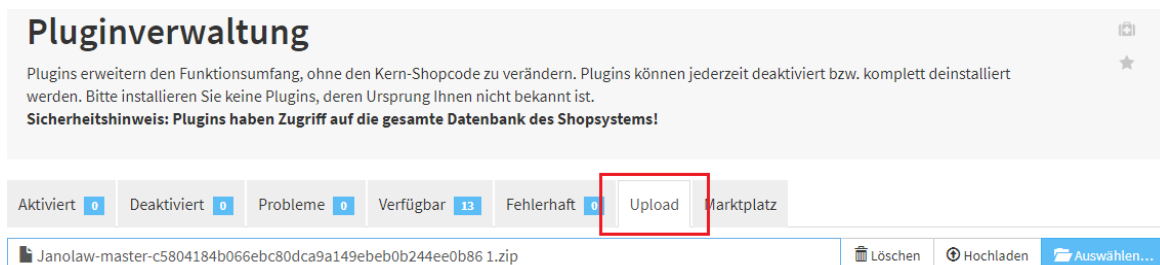 Pluginverwaltung
Plugins erweitern den Funktionsumfang, ohne den Kern-Shopcode zu verändern. Plugins können jederzeit deaktiviert bzw. komplett deinstalliert
werden. Bitte installieren Sie keine Plugins, deren Ursprung Ihnen nicht bekannt ist.
Sicherheitshinweis: Plugins haben Zugriff auf die gesamte Datenbank des Shopsystems!
Aktiviert 0 Deaktiviert 0 Probleme 0 Verfügbar 13 Fehlerhaft 0 Upload Marktplatz
Janolaw-master-c5804184b066ebc80dca9a149ebeb0b244ee0b86 1.zip Löschen Hochladen Auswählen...